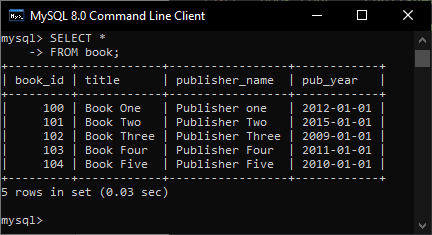 MySQL 8.0 Command Line Client
mysql> SELECT *
    -> FROM book;
+---------+------------+-----------------+------------+
| book_id | title      | publisher_name  | pub_year   |
+---------+------------+-----------------+------------+
|     100 | Book One   | Publisher one   | 2012-01-01 |
|     101 | Book Two   | Publisher Two   | 2015-01-01 |
|     102 | Book Three | Publisher Three | 2009-01-01 |
|     103 | Book Four  | Publisher Four  | 2011-01-01 |
|     104 | Book Five  | Publisher Five  | 2010-01-01 |
+---------+------------+-----------------+------------+
5 rows in set (0.03 sec)
mysql>